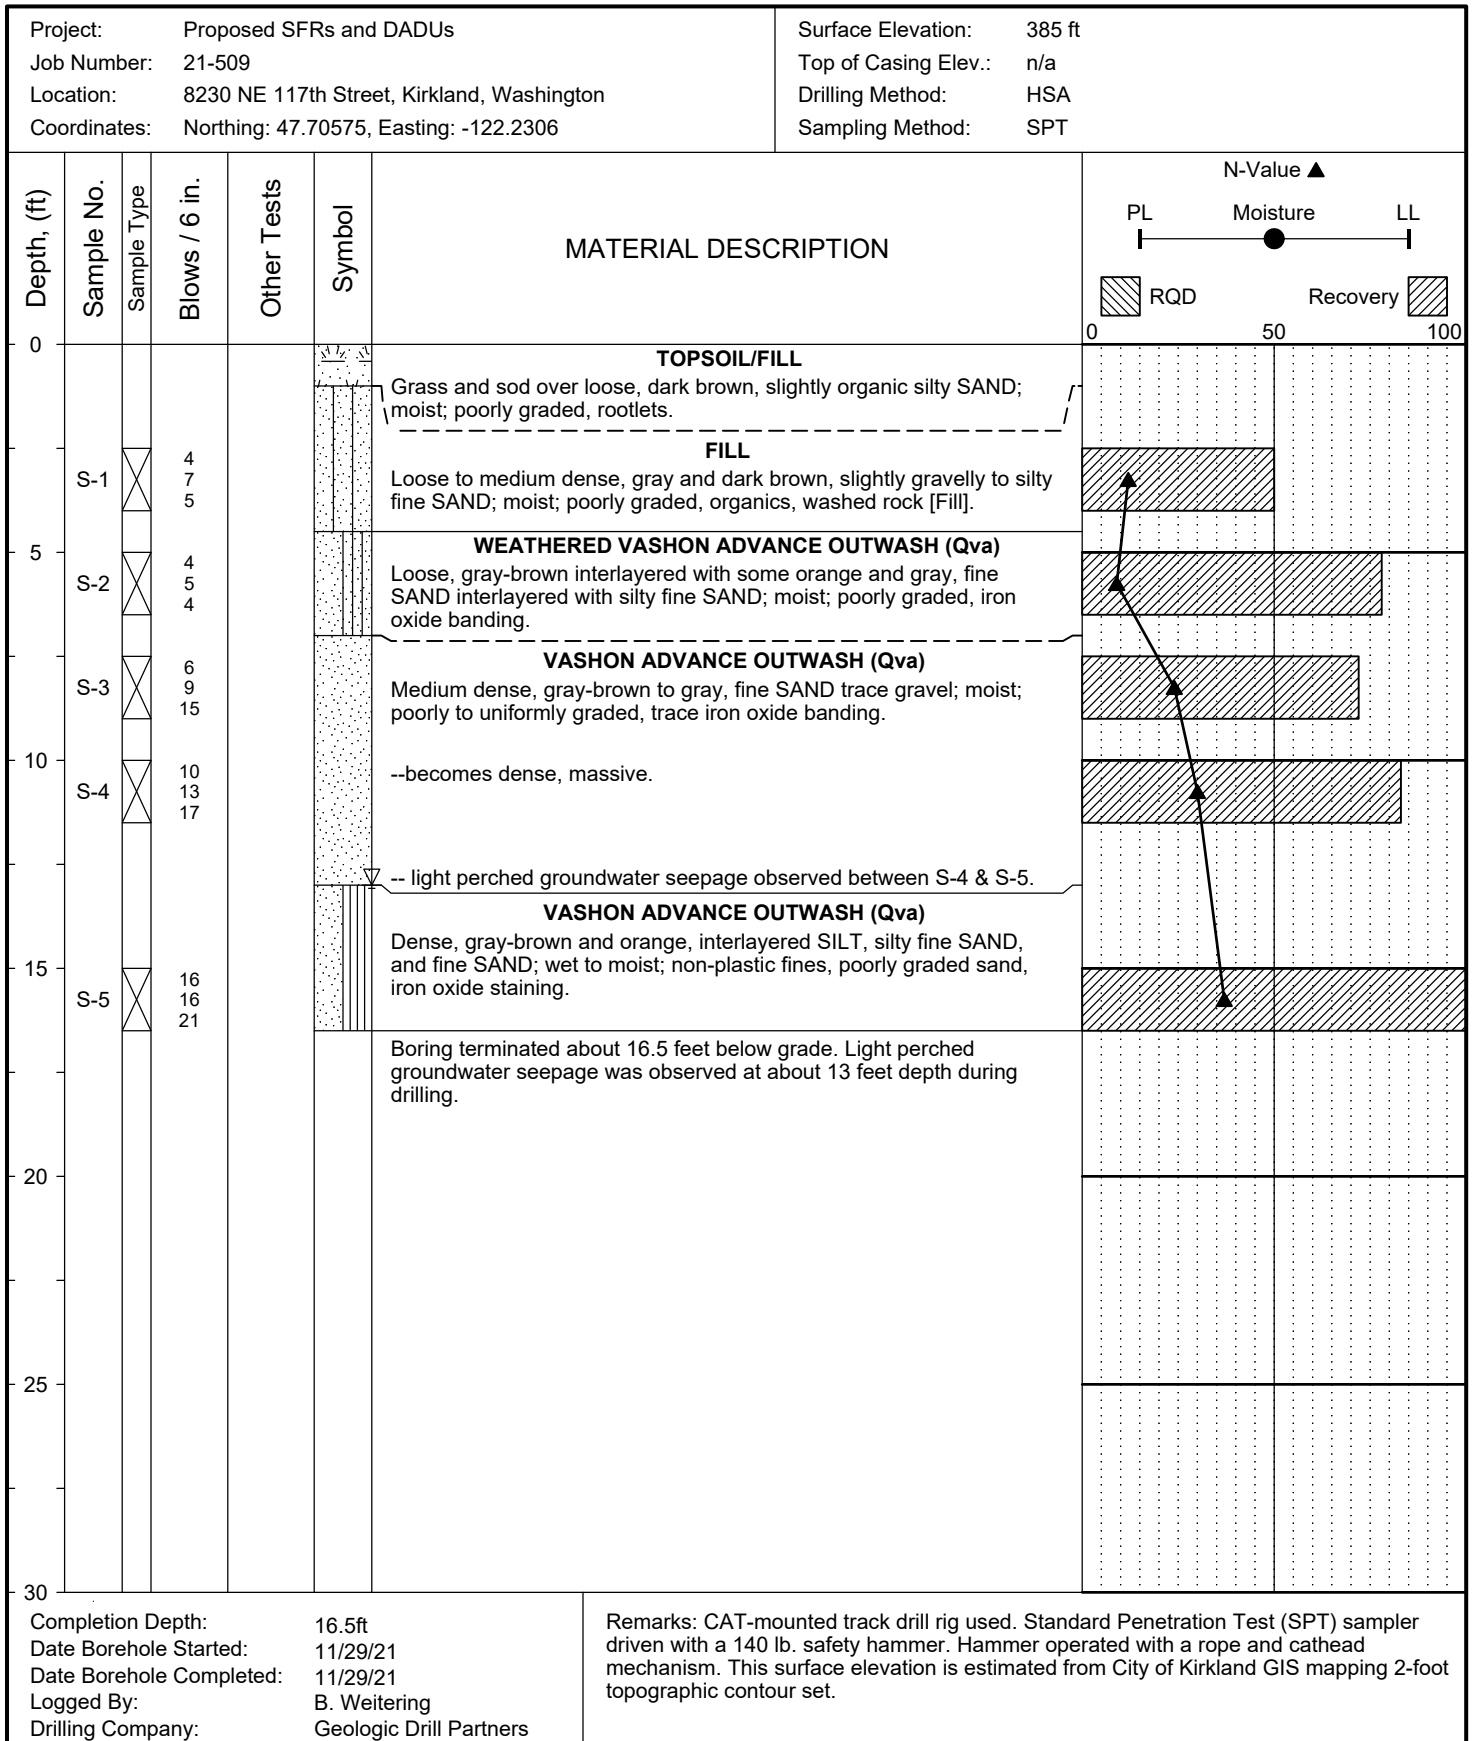 Project: Proposed SFRs and DADUs
Job Number: 21-509
Location: 8230 NE 117th Street, Kirkland, Washington
Coordinates: Northing: 47.70575, Easting: -122.2306
Surface Elevation: 385 ft
Top of Casing Elev.: n/a
Drilling Method: HSA
Sampling Method: SPT
Depth, (ft)
Sample No.
Sample Type
Blows / 6 in.
Other Tests
Symbol
MATERIAL DESCRIPTION
N-Value
PL Moisture LL
RQD Recovery
0 50 100
0
TOPSOIL/FILL
Grass and sod over loose, dark brown, slightly organic silty SAND;
moist; poorly graded, rootlets.
FILL
S-1
4
7
5
Loose to medium dense, gray and dark brown, slightly gravelly to silty
fine SAND; moist; poorly graded, organics, washed rock [Fill].
WEATHERED VASHON ADVANCE OUTWASH (Qva)
5
S-2
4
5
4
Loose, gray-brown interlayered with some orange and gray, fine
SAND interlayered with silty fine SAND; moist; poorly graded, iron
oxide banding.
VASHON ADVANCE OUTWASH (Qva)
S-3
6
9
15
Medium dense, gray-brown to gray, fine SAND trace gravel; moist;
poorly to uniformly graded, trace iron oxide banding.
10
S-4
10
13
17
--becomes dense, massive.
-- light perched groundwater seepage observed between S-4 & S-5.
VASHON ADVANCE OUTWASH (Qva)
Dense, gray-brown and orange, interlayered SILT, silty fine SAND,
and fine SAND; wet to moist; non-plastic fines, poorly graded sand,
iron oxide staining.
15
S-5
16
16
21
Boring terminated about 16.5 feet below grade. Light perched
groundwater seepage was observed at about 13 feet depth during
drilling.
20
25
30
Completion Depth: 16.5ft
Date Borehole Started: 11/29/21
Date Borehole Completed: 11/29/21
Logged By: B. Weitering
Drilling Company: Geologic Drill Partners
Remarks: CAT-mounted track drill rig used. Standard Penetration Test (SPT) sampler
driven with a 140 lb. safety hammer. Hammer operated with a rope and cathead
mechanism. This surface elevation is estimated from City of Kirkland GIS mapping 2-foot
topographic contour set.